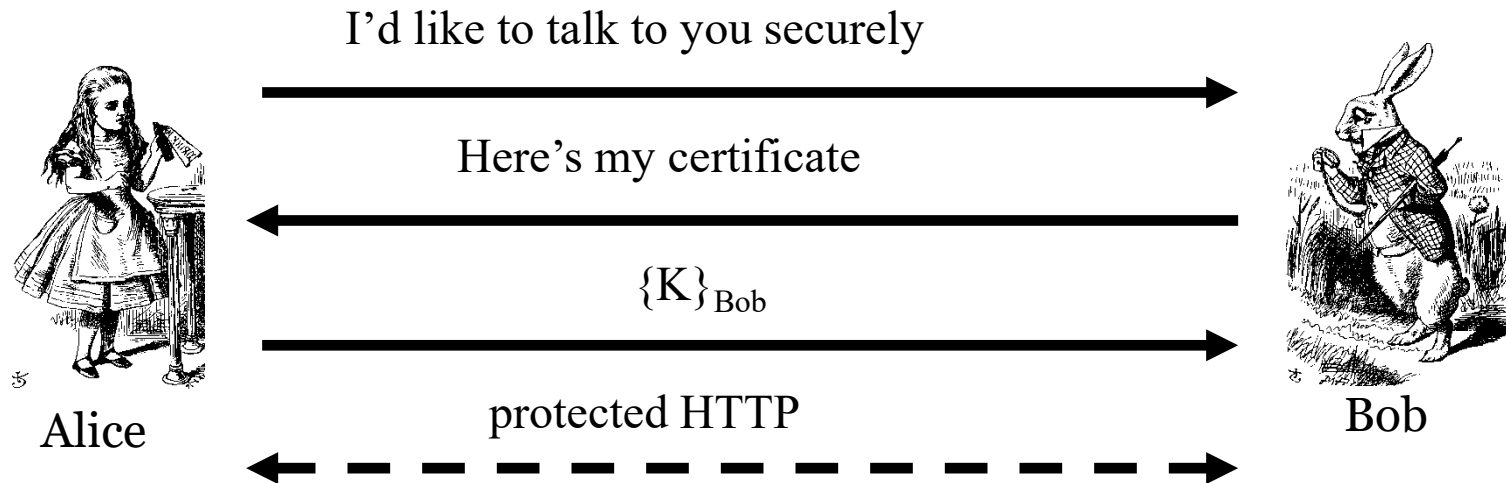 I’d like to talk to you securely
Here’s my certificate
{K}Bob
protected HTTP
Alice
Bob